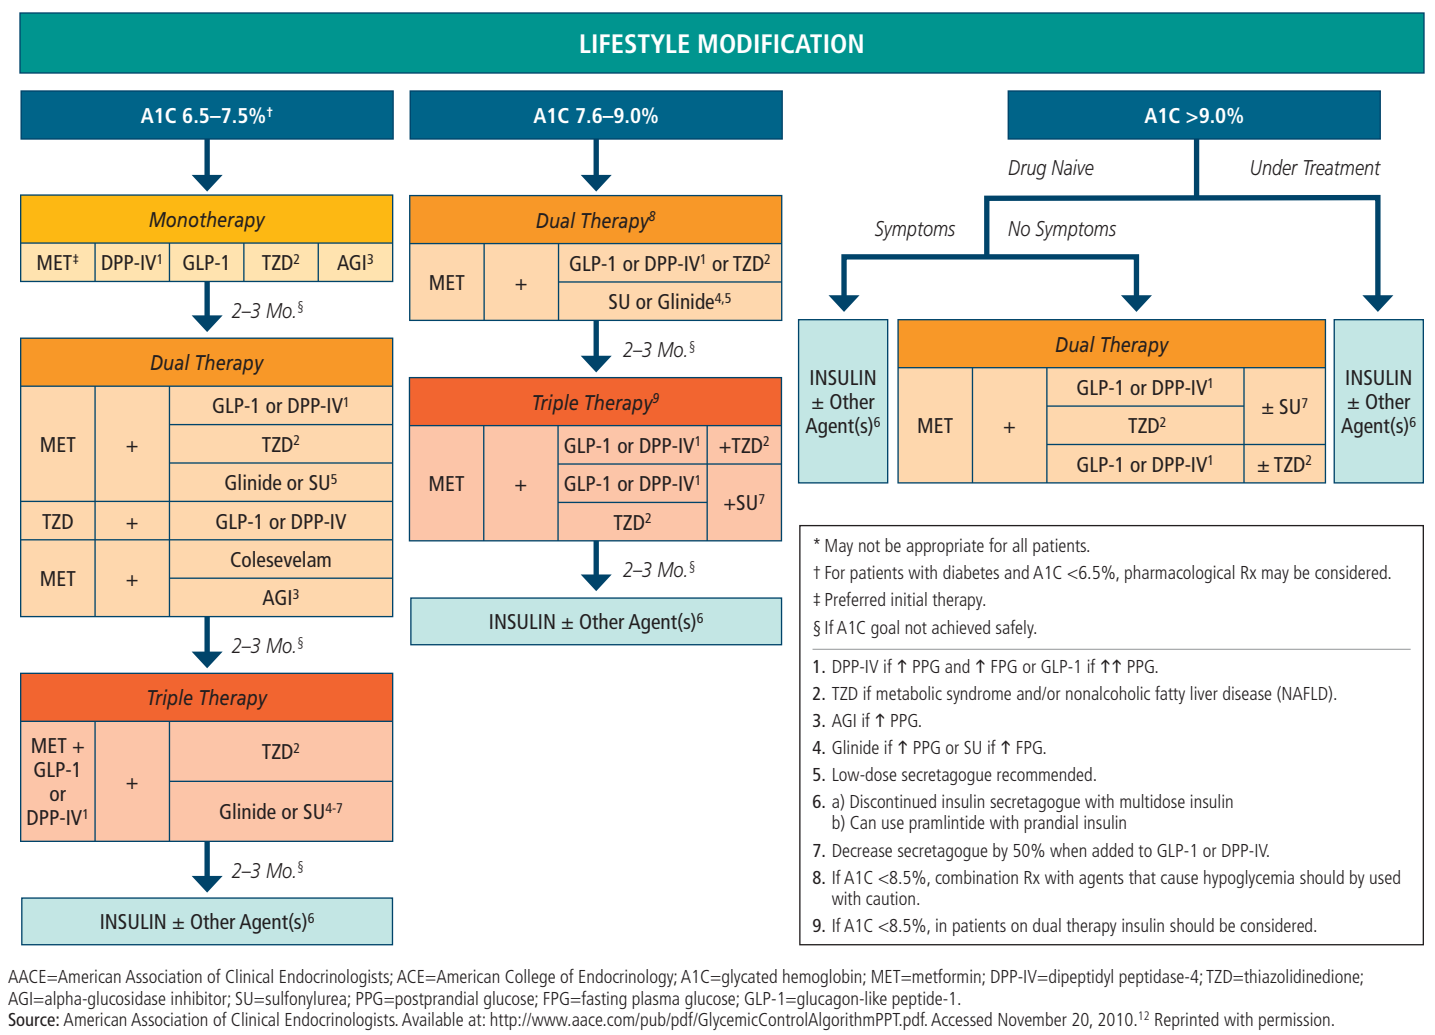 LIFESTYLE MODIFICATION
A1C 6.5–7.5%†
Monotherapy
MET‡ DPP-IV1 GLP-1 TZD2 AGI3
2–3 Mo.§
Dual Therapy
MET + GLP-1 or DPP-IV1
TZD2
Glinide or SU5
TZD + GLP-1 or DPP-IV
MET + Colesevelam
AGI3
2–3 Mo.§
Triple Therapy
MET +
GLP-1
or
DPP-IV1
+
TZD2
Glinide or SU4-7
2–3 Mo.§
INSULIN ± Other Agent(s)6
A1C 7.6–9.0%
Dual Therapy8
MET + GLP-1 or DPP-IV1 or TZD2
SU or Glinide4,5
2–3 Mo.§
Triple Therapy9
MET + GLP-1 or DPP-IV1 +TZD2
GLP-1 or DPP-IV1 +SU7
TZD2
2–3 Mo.§
INSULIN ± Other Agent(s)6
A1C >9.0%
Drug Naive Under Treatment
Symptoms No Symptoms
INSULIN
± Other
Agent(s)6
Dual Therapy
MET + GLP-1 or DPP-IV1 ± SU7
TZD2
GLP-1 or DPP-IV1 ± TZD2
INSULIN
± Other
Agent(s)6
* May not be appropriate for all patients.
† For patients with diabetes and A1C <6.5%, pharmacological Rx may be considered.
‡ Preferred initial therapy.
§ If A1C goal not achieved safely.
1. DPP-IV if ↑ PPG and ↑ FPG or GLP-1 if ↑↑ PPG.
2. TZD if metabolic syndrome and/or nonalcoholic fatty liver disease (NAFLD).
3. AGI if ↑ PPG.
4. Glinide if ↑ PPG or SU if ↑ FPG.
5. Low-dose secretagogue recommended.
6. a) Discontinued insulin secretagogue with multidose insulin
b) Can use pramlintide with prandial insulin
7. Decrease secretagogue by 50% when added to GLP-1 or DPP-IV.
8. If A1C <8.5%, combination Rx with agents that cause hypoglycemia should by used
with caution.
9. If A1C <8.5%, in patients on dual therapy insulin should be considered.
AACE=American Association of Clinical Endocrinologists; ACE=American College of Endocrinology; A1C=glycated hemoglobin; MET=metformin; DPP-IV=dipeptidyl peptidase-4; TZD=thiazolidinedione;
AGI=alpha-glucosidase inhibitor; SU=sulfonylurea; PPG=postprandial glucose; FPG=fasting plasma glucose; GLP-1=glucagon-like peptide-1.
Source: American Association of Clinical Endocrinologists. Available at: http://www.aace.com/pub/pdf/GlycemicControlAlgorithmPPT.pdf. Accessed November 20, 2010.12 Reprinted with permission.